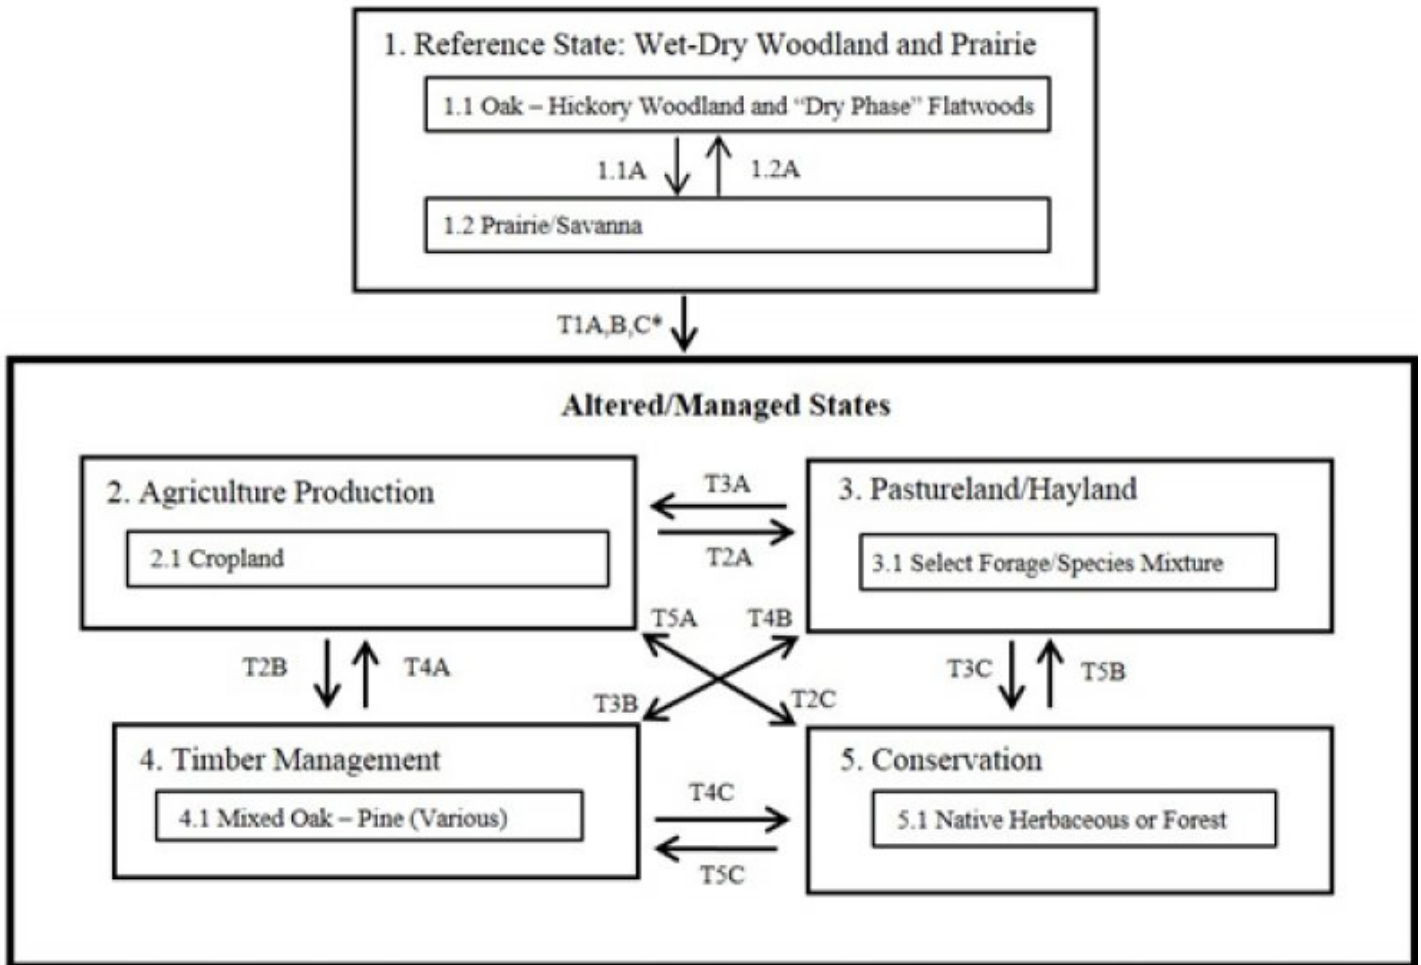 1. Reference State: Wet-Dry Woodland and Prairie
1.1 Oak – Hickory Woodland and “Dry Phase” Flatwoods
1.1A
1.2A
1.2 Prairie/Savanna
T1A,B,C*
Altered/Managed States
2. Agriculture Production
2.1 Cropland
T3A
T2A
3. Pastureland/Hayland
3.1 Select Forage/Species Mixture
T5A
T4B
T2B
T4A
T3B
T2C
T3C
T5B
4. Timber Management
4.1 Mixed Oak – Pine (Various)
T4C
T5C
5. Conservation
5.1 Native Herbaceous or Forest